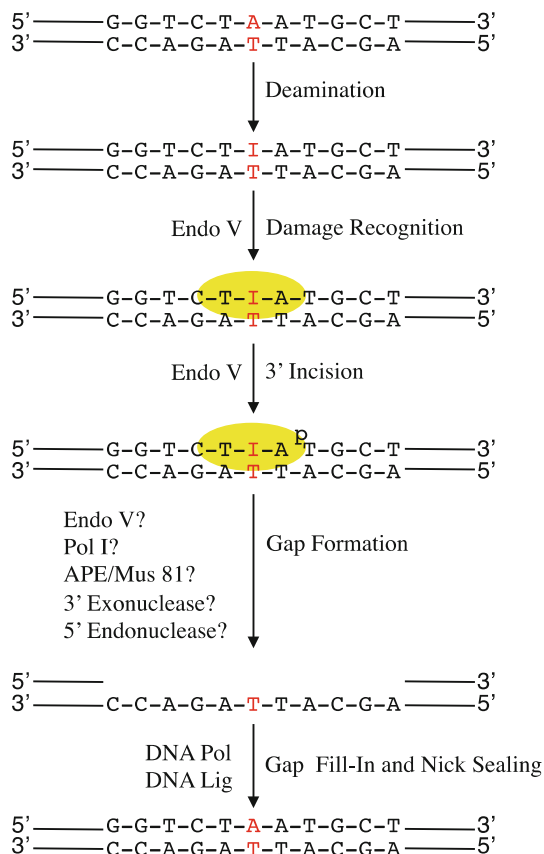 5' G-G-T-C-T-A-A-T-G-C-T 3'
3' C-C-A-G-A-T-T-A-C-G-A 5'
Deamination
5' G-G-T-C-T-I-A-T-G-C-T 3'
3' C-C-A-G-A-T-T-A-C-G-A 5'
Endo V Damage Recognition
5' G-G-T-C-T-I-A-T-G-C-T 3'
3' C-C-A-G-A-T-T-A-C-G-A 5'
Endo V 3' Incision
p
5' G-G-T-C-T-I-A T-G-C-T 3'
3' C-C-A-G-A-T-T-A-C-G-A 5'
Endo V?
Pol I?
APE/Mus 81?
3' Exonuclease?
5' Endonuclease?
Gap Formation
5' 3'
3' C-C-A-G-A-T-T-A-C-G-A 5'
DNA Pol
DNA Lig
Gap Fill-In and Nick Sealing
5' G-G-T-C-T-A-A-T-G-C-T 3'
3' C-C-A-G-A-T-T-A-C-G-A 5'